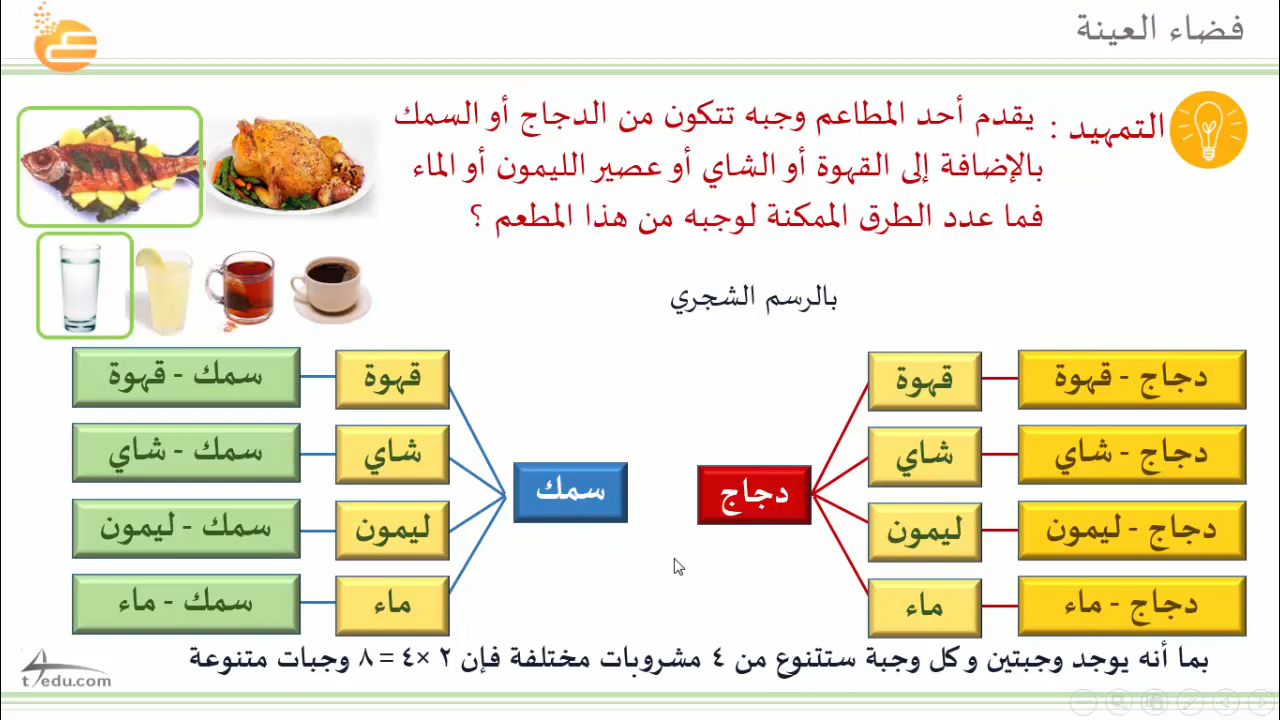 فضاء العينة
التمهيد : يقدم أحد المطاعم وجبه تتكون من الدجاج أو السمك
بالإضافة إلى القهوة أو الشاي أو عصير الليمون أو الماء
فما عدد الطرق الممكنة لوجبه من هذا المطعم ؟
بالرسم الشجري
دجاج
قهوة
دجاج - قهوة
شاي
دجاج - شاي
ليمون
دجاج - ليمون
ماء
دجاج - ماء
سمك
قهوة
سمك - قهوة
شاي
سمك - شاي
ليمون
سمك - ليمون
ماء
سمك - ماء
بما أنه يوجد وجبتين وكل وجبة ستتنوع من ٤ مشروبات مختلفة فإن ٢ ×٤ = ٨ وجبات متنوعة
t4edu.com